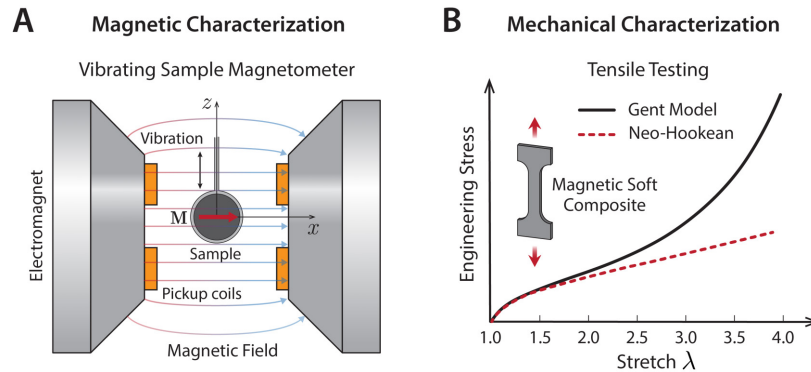 A Magnetic Characterization
Vibrating Sample Magnetometer
z
Vibration
Electromagnet
M
x
Sample
Pickup coils
Magnetic Field
B Mechanical Characterization
Tensile Testing
Gent Model
Neo-Hookean
Magnetic Soft
Composite
Engineering Stress
1.0 1.5 2.0 2.5 3.0 3.5 4.0
Stretch λ